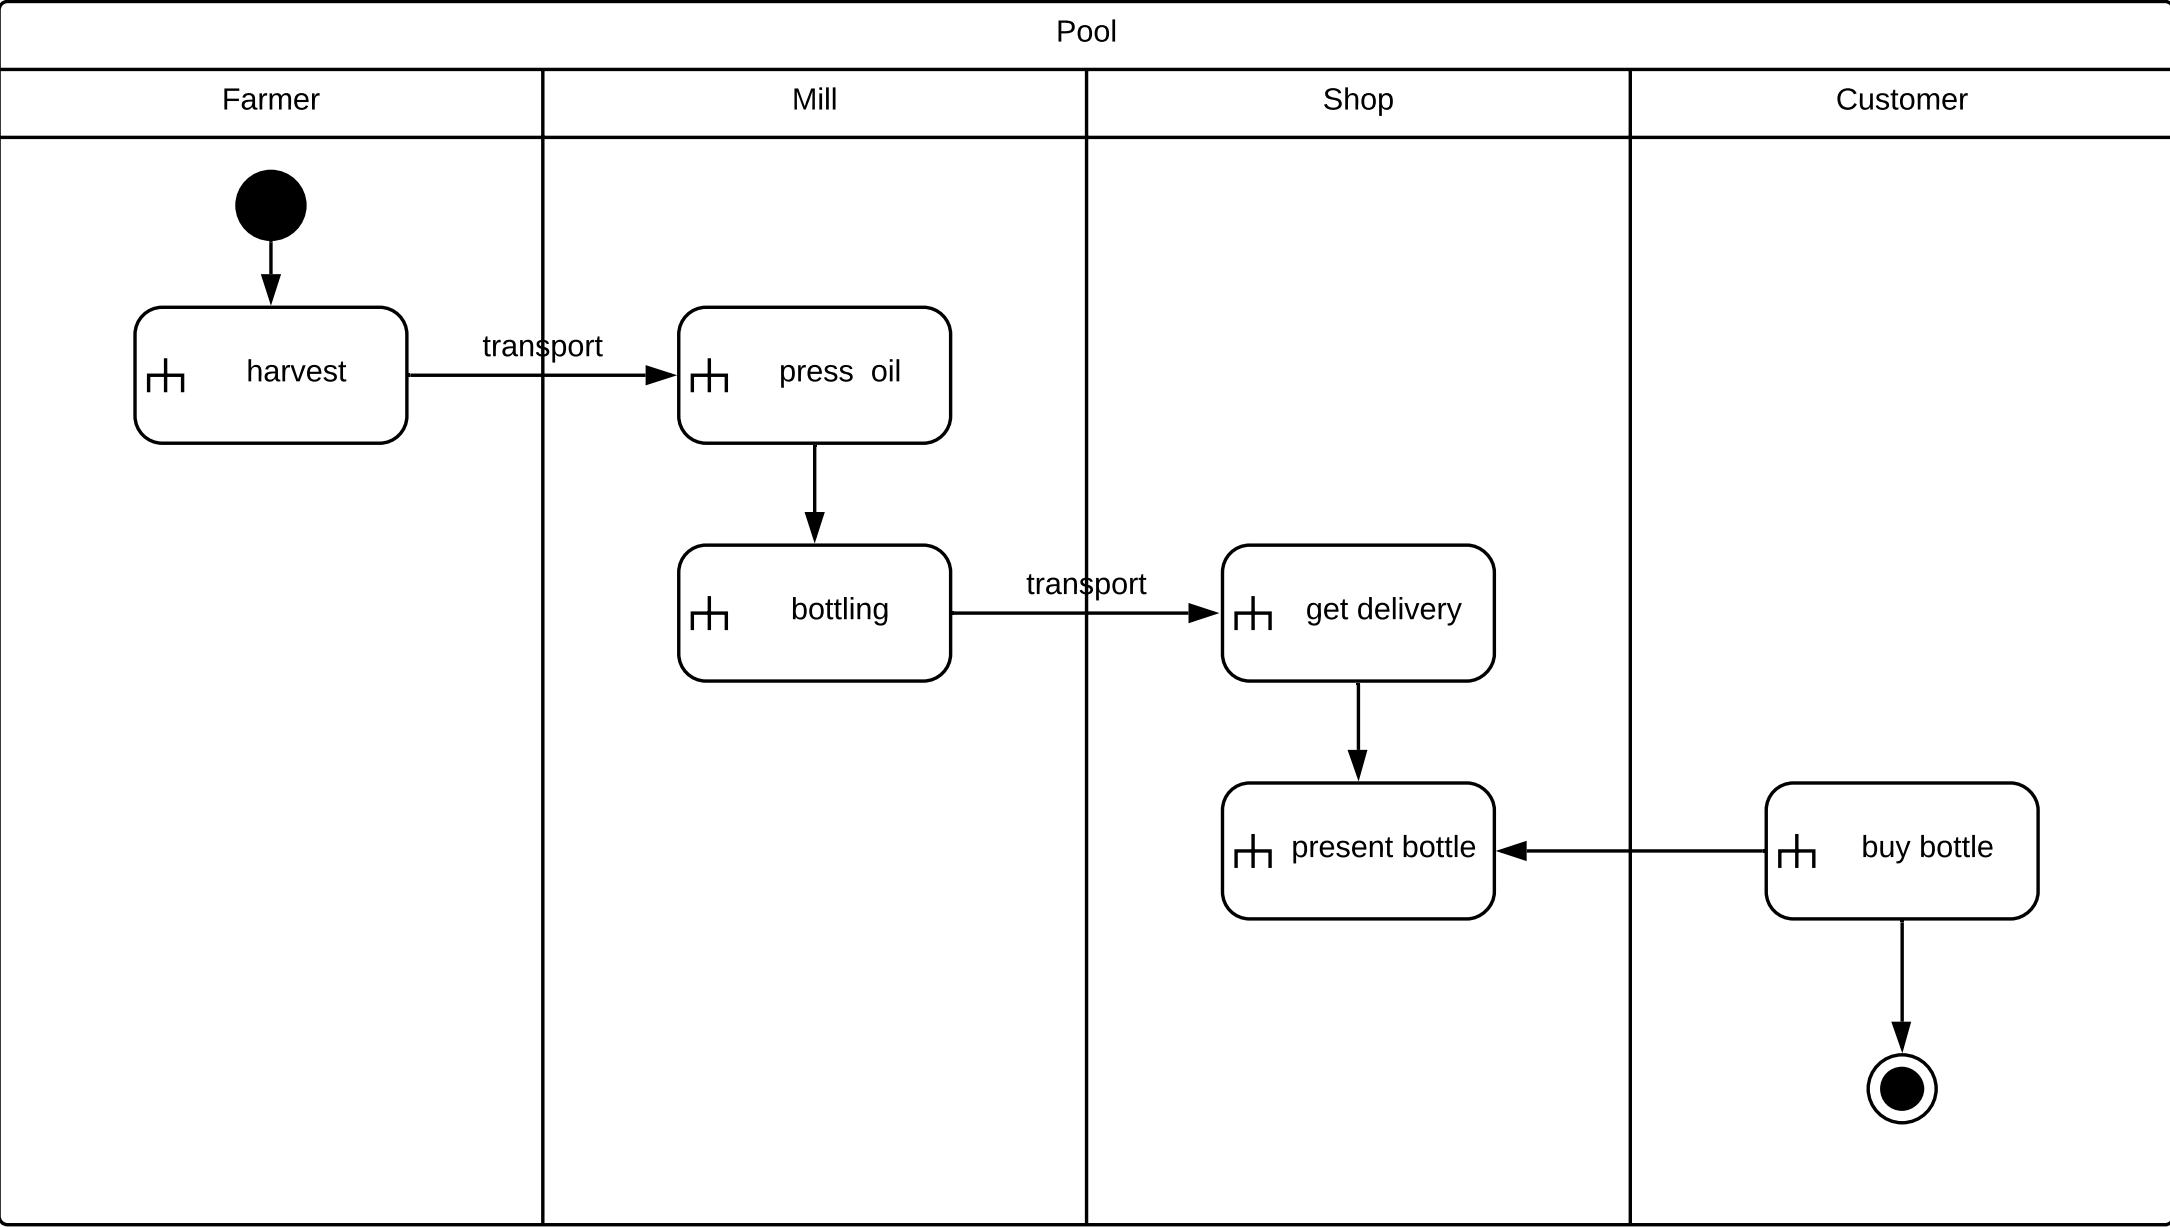 Pool
Farmer
Mill
Shop
Customer
transport
harvest
press  oil
transport
bottling
get delivery
present bottle
buy bottle